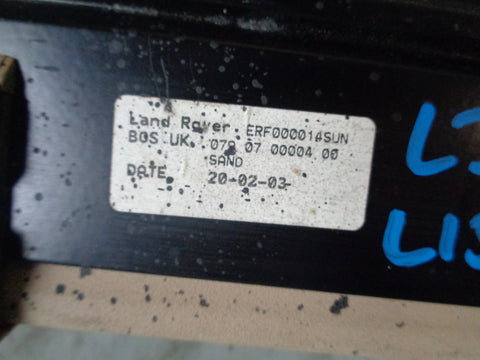 Land Rover ERF000014SUN
BOS UK. 079 07 00004 00
SAND
DATE 20-02-03